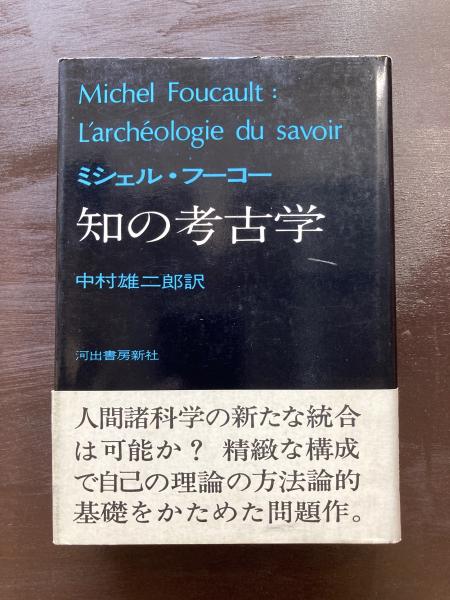 Michel Foucault :
L'archéologie du savoir
ミシェル・フーコー
知の考古学
中村雄二郎訳
河出書房新社
人間諸科学の新たな統合
は可能か? 精緻な構成
で自己の理論の方法論的
基礎をかためた問題作。